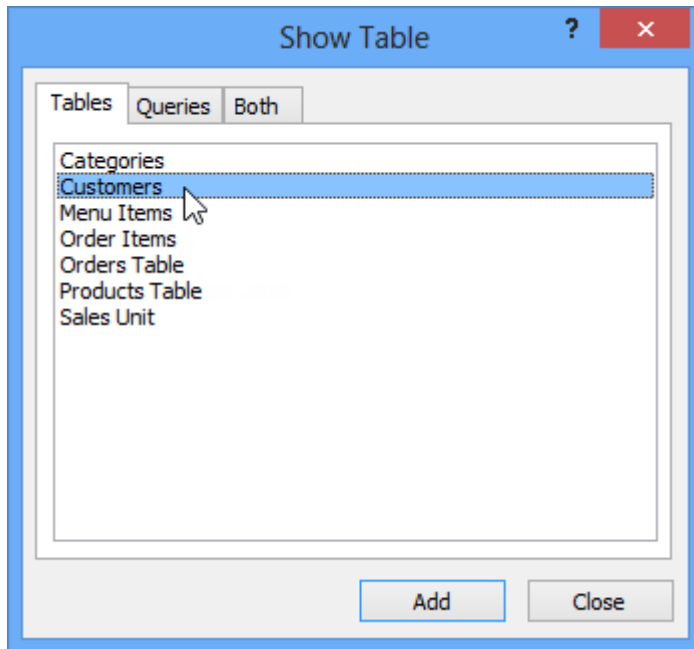 Show Table ?
Tables Queries Both
Categories
Customers
Menu Items
Order Items
Orders Table
Products Table
Sales Unit
Add Close